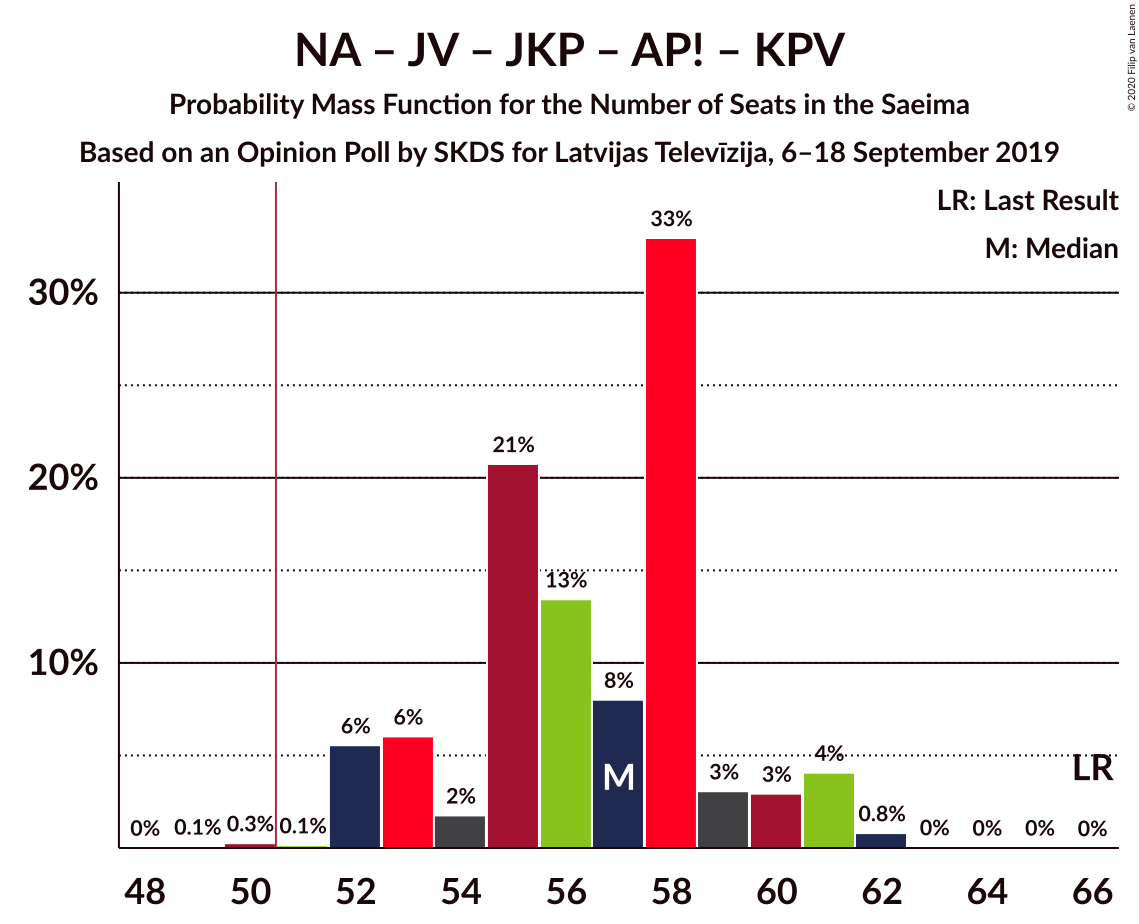 NA – JV – JKP – AP! – KPV
Probability Mass Function for the Number of Seats in the Saeima
Based on an Opinion Poll by SKDS for Latvijas Televīzija, 6–18 September 2019
© 2020 Filip van Laenen
LR: Last Result
M: Median
33%
30%
21%
20%
13%
10%
8%
6%
6%
4%
3%
3%
2%
0.8%
0.3%
0.1%
0.1%
0%
0%
0%
0%
0%
M
LR
48 50 52 54 56 58 60 62 64 66